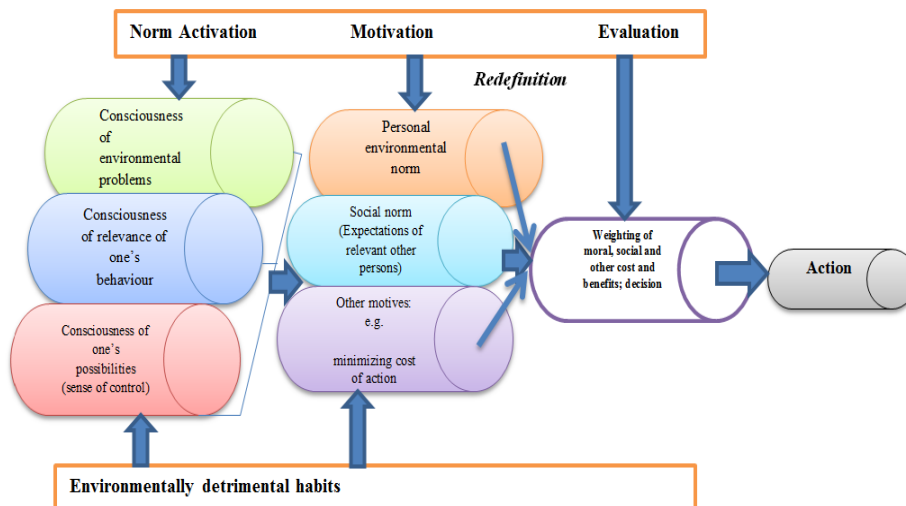 Norm Activation
Motivation
Evaluation
Redefinition
Consciousness
of
environmental
problems
Consciousness
of relevance of
one's
behaviour
Consciousness of
one's
possibilities
(sense of control)
Personal
environmental
norm
Social norm
(Expectations of
relevant other
persons)
Other motives:
e.g.
minimizing cost
of action
Weighting of
moral, social and
other cost and
benefits; decision
Action
Environmentally detrimental habits